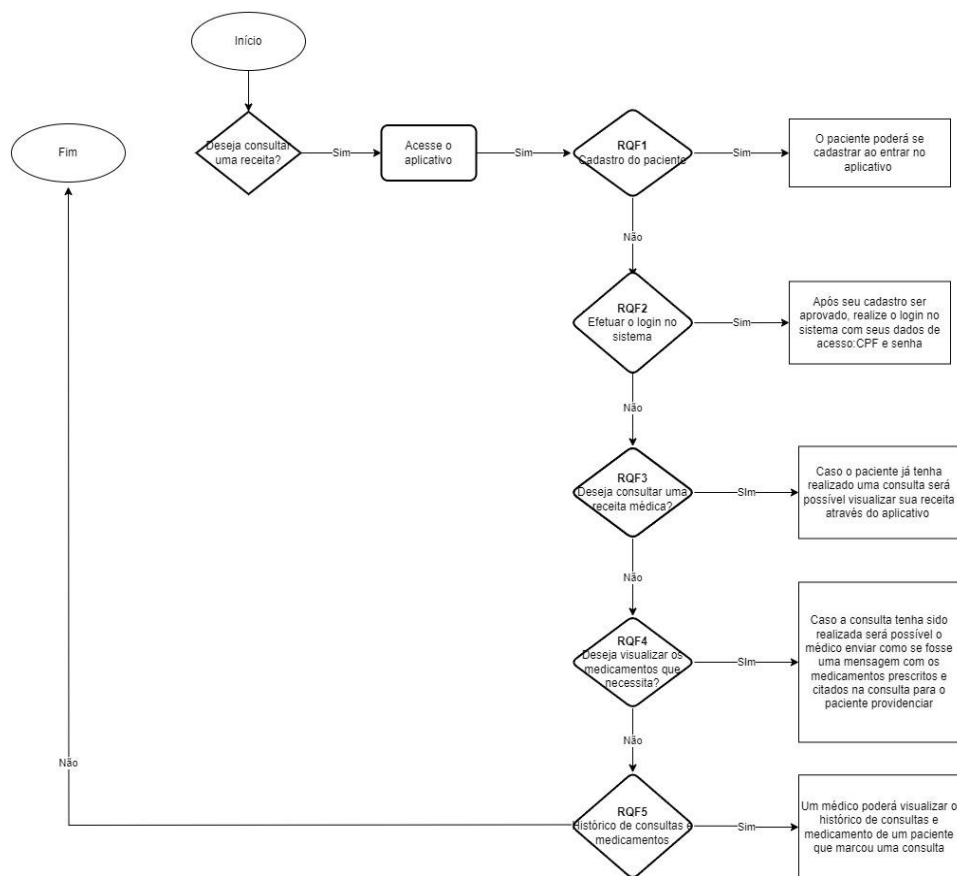 Início
Fim
Deseja consultar
uma receita?
Sim
Acesse o
aplicativo
Sim
RQF1
Cadastro do paciente
Sim
O paciente poderá se
cadastrar ao entrar no
aplicativo
Não
RQF2
Efetuar o login no
sistema
Sim
Após seu cadastro ser
aprovado, realize o login no
sistema com seus dados de
acesso:CPF e senha
Não
RQF3
Deseja consultar uma
receita médica?
SIm
Caso o paciente já tenha
realizado uma consulta será
possível visualizar sua receita
através do aplicativo
Não
RQF4
Deseja visualizar os
medicamentos que
necessita?
SIm
Caso a consulta tenha sido
realizada será possível o
médico enviar como se fosse
uma mensagem com os
medicamentos prescritos e
citados na consulta para o
paciente providenciar
Não
Não
RQF5
Histórico de consultas e
medicamentos
Sim
Um médico poderá visualizar o
histórico de consultas e
medicamento de um paciente
que marcou uma consulta